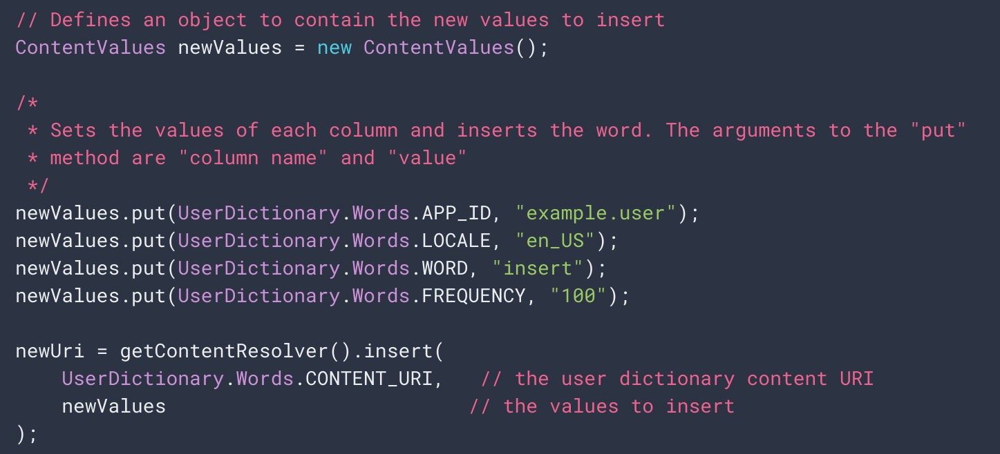 // Defines an object to contain the new values to insert
ContentValues newValues = new ContentValues();

/*
 * Sets the values of each column and inserts the word. The arguments to the "put"
 * method are "column name" and "value"
 */
newValues.put(UserDictionary.Words.APP_ID, "example.user");
newValues.put(UserDictionary.Words.LOCALE, "en_US");
newValues.put(UserDictionary.Words.WORD, "insert");
newValues.put(UserDictionary.Words.FREQUENCY, "100");

newUri = getContentResolver().insert(
    UserDictionary.Words.CONTENT_URI,   // the user dictionary content URI
    newValues                          // the values to insert
);